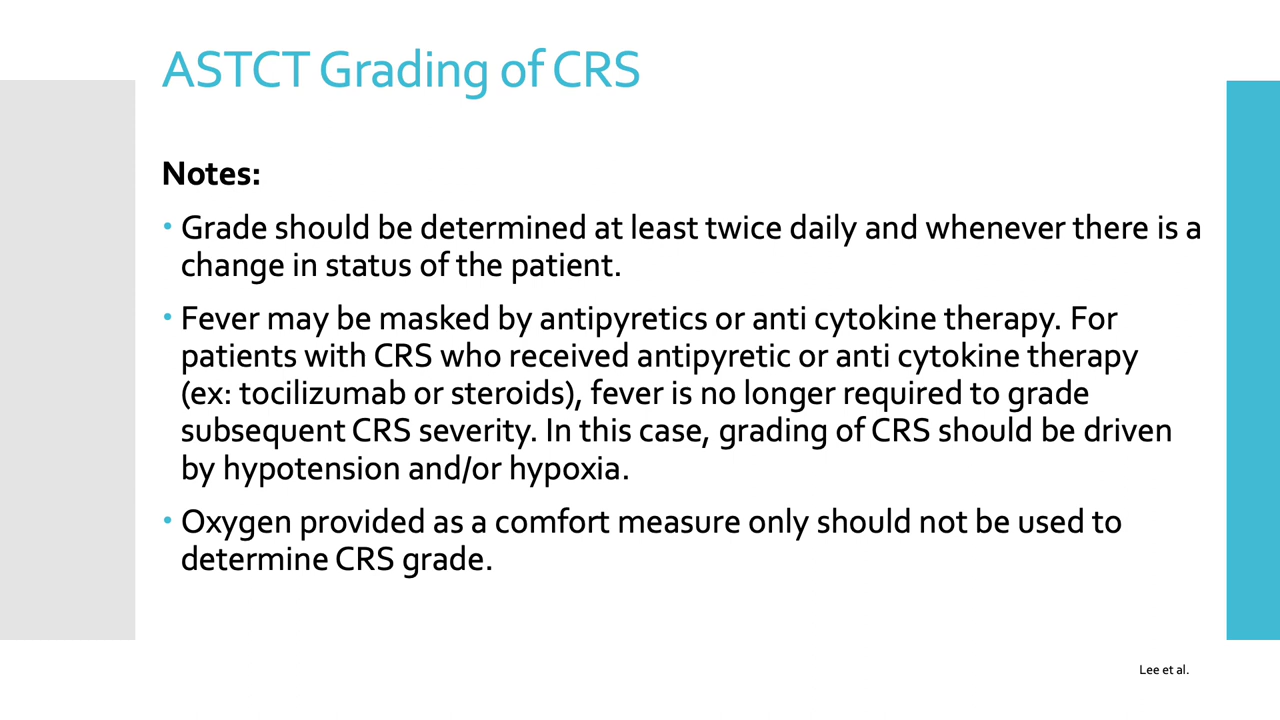 ASTCT Grading of CRS
Notes:
• Grade should be determined at least twice daily and whenever there is a
change in status of the patient.
• Fever may be masked by antipyretics or anti cytokine therapy. For
patients with CRS who received antipyretic or anti cytokine therapy
(ex: tocilizumab or steroids), fever is no longer required to grade
subsequent CRS severity. In this case, grading of CRS should be driven
by hypotension and/or hypoxia.
• Oxygen provided as a comfort measure only should not be used to
determine CRS grade.
Lee et al.